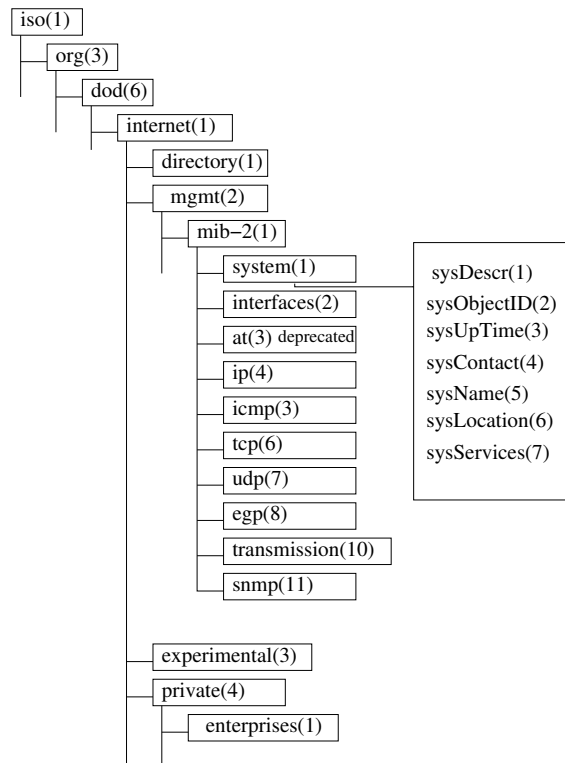 iso(1)
org(3)
dod(6)
internet(1)
directory(1)
mgmt(2)
mib−2(1)
system(1)
interfaces(2)
at(3) deprecated
ip(4)
icmp(3)
tcp(6)
udp(7)
egp(8)
transmission(10)
snmp(11)
experimental(3)
private(4)
enterprises(1)
sysDescr(1)
sysObjectID(2)
sysUpTime(3)
sysContact(4)
sysName(5)
sysLocation(6)
sysServices(7)